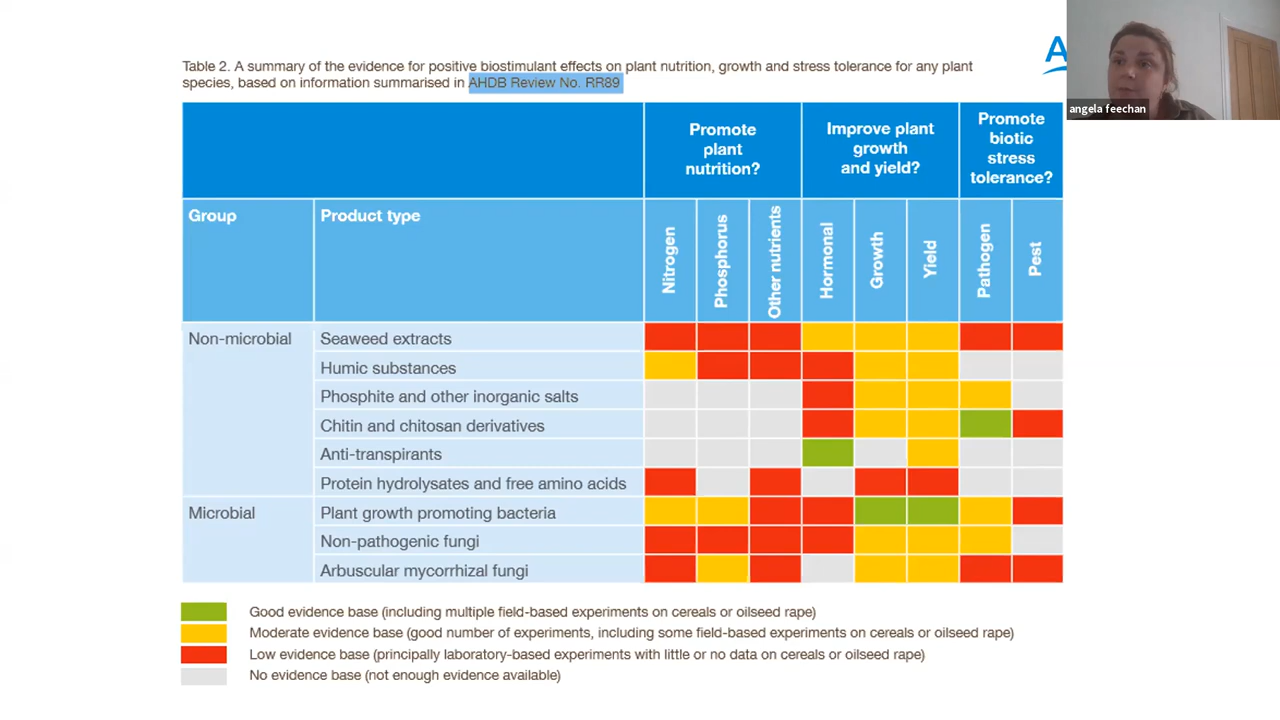 Table 2. A summary of the evidence for positive biostimulant effects on plant nutrition, growth and stress tolerance for any plant
species, based on information summarised in AHDB Review No. RR89
A
angela feechan
Promote
plant
nutrition?
Improve plant
growth
and yield?
Promote
biotic
stress
tolerance?
Group
Product type
Nitrogen
Phosphorus
Other nutrients
Hormonal
Growth
Yield
Pathogen
Pest
Non-microbial
Seaweed extracts
Humic substances
Phosphite and other inorganic salts
Chitin and chitosan derivatives
Anti-transpirants
Protein hydrolysates and free amino acids
Microbial
Plant growth promoting bacteria
Non-pathogenic fungi
Arbuscular mycorrhizal fungi
Good evidence base (including multiple field-based experiments on cereals or oilseed rape)
Moderate evidence base (good number of experiments, including some field-based experiments on cereals or oilseed rape)
Low evidence base (principally laboratory-based experiments with little or no data on cereals or oilseed rape)
No evidence base (not enough evidence available)